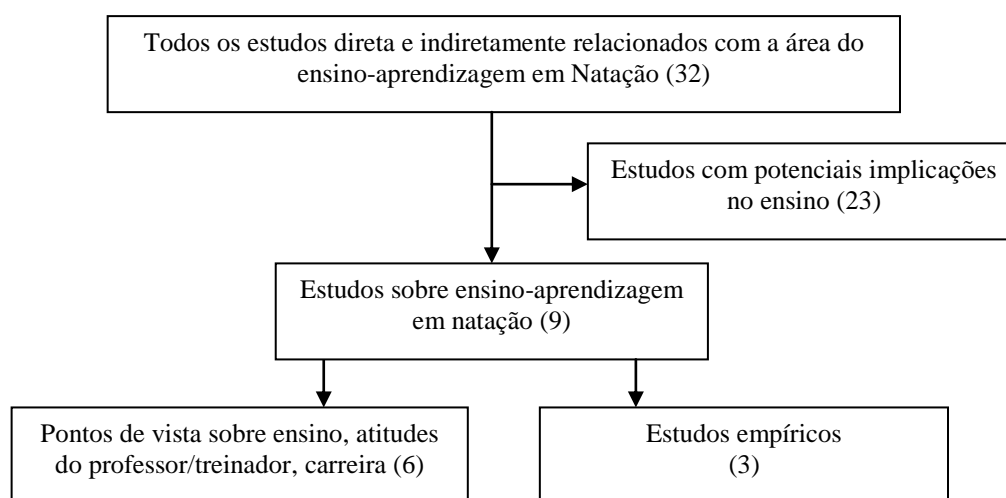 Todos os estudos direta e indiretamente relacionados com a área do
ensino-aprendizagem em Natação (32)
Estudos com potenciais implicações
no ensino (23)
Estudos sobre ensino-aprendizagem
em natação (9)
Pontos de vista sobre ensino, atitudes
do professor/treinador, carreira (6)
Estudos empíricos
(3)